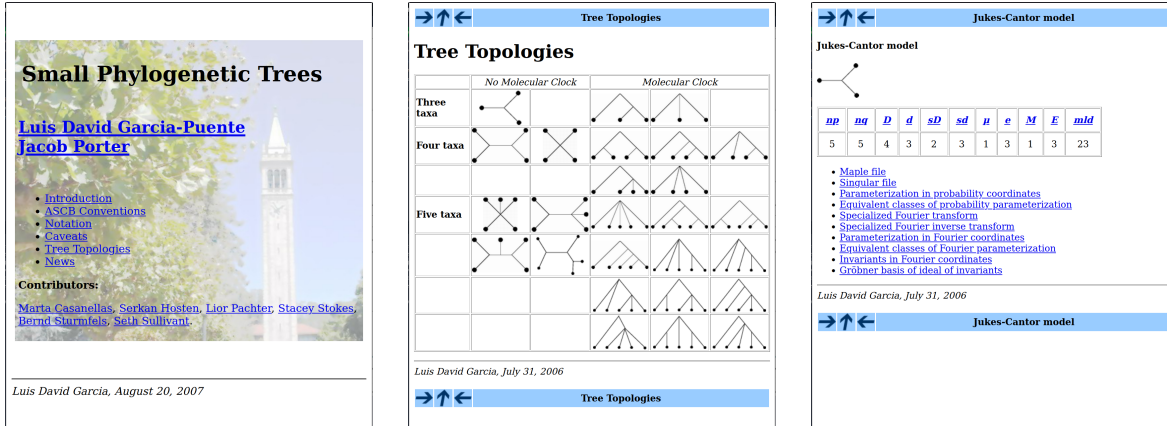 Small Phylogenetic Trees
Luis David Garcia-Puente
Jacob Porter
Introduction
ASCB Conventions
Notation
Caveats
Tree Topologies
News
Contributors:
Marta Casanellas, Serkan Hosten, Lior Pachter, Stacey Stokes,
Bernd Sturmfels, Seth Sullivant.
Luis David Garcia, August 20, 2007
Tree Topologies
Tree Topologies
No Molecular Clock Molecular Clock
Three
taxa
Four taxa
Five taxa
Luis David Garcia, July 31, 2006
Tree Topologies
Jukes-Cantor model
Jukes-Cantor model
np nq D d sD sd μ e M E mld
5 5 4 3 2 3 1 3 1 3 23
Maple file
Singular file
Parameterization in probability coordinates
Equivalent classes of probability parameterization
Specialized Fourier transform
Specialized Fourier inverse transform
Parameterization in Fourier coordinates
Equivalent classes of Fourier parameterization
Invariants in Fourier coordinates
Gröbner basis of ideal of invariants
Luis David Garcia, July 31, 2006
Jukes-Cantor model